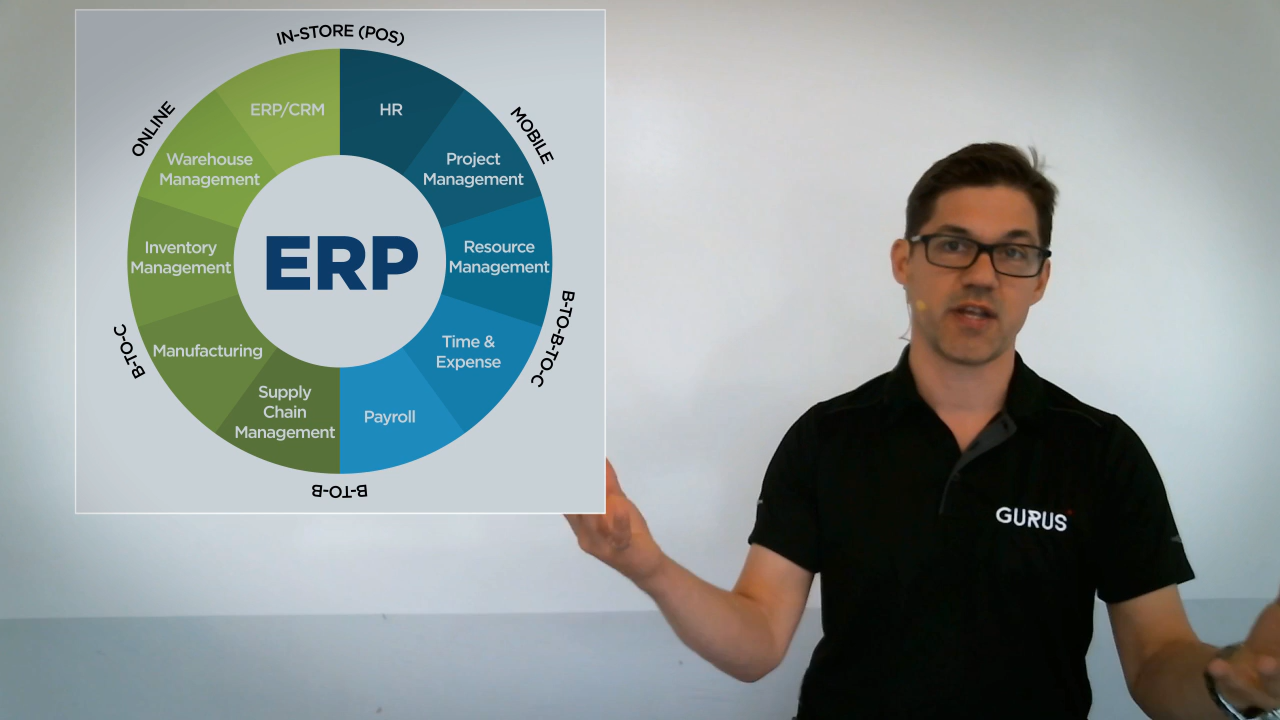 IN-STORE (POS)
ONLINE
MOBILE
ERP/CRM
HR
Warehouse
Management
Project
Management
Inventory
Management
ERP
Resource
Management
B-TO-C
Manufacturing
Time &
Expense
B-TO-B-TO-C
Supply
Chain
Management
Payroll
B-TO-B
GURUS